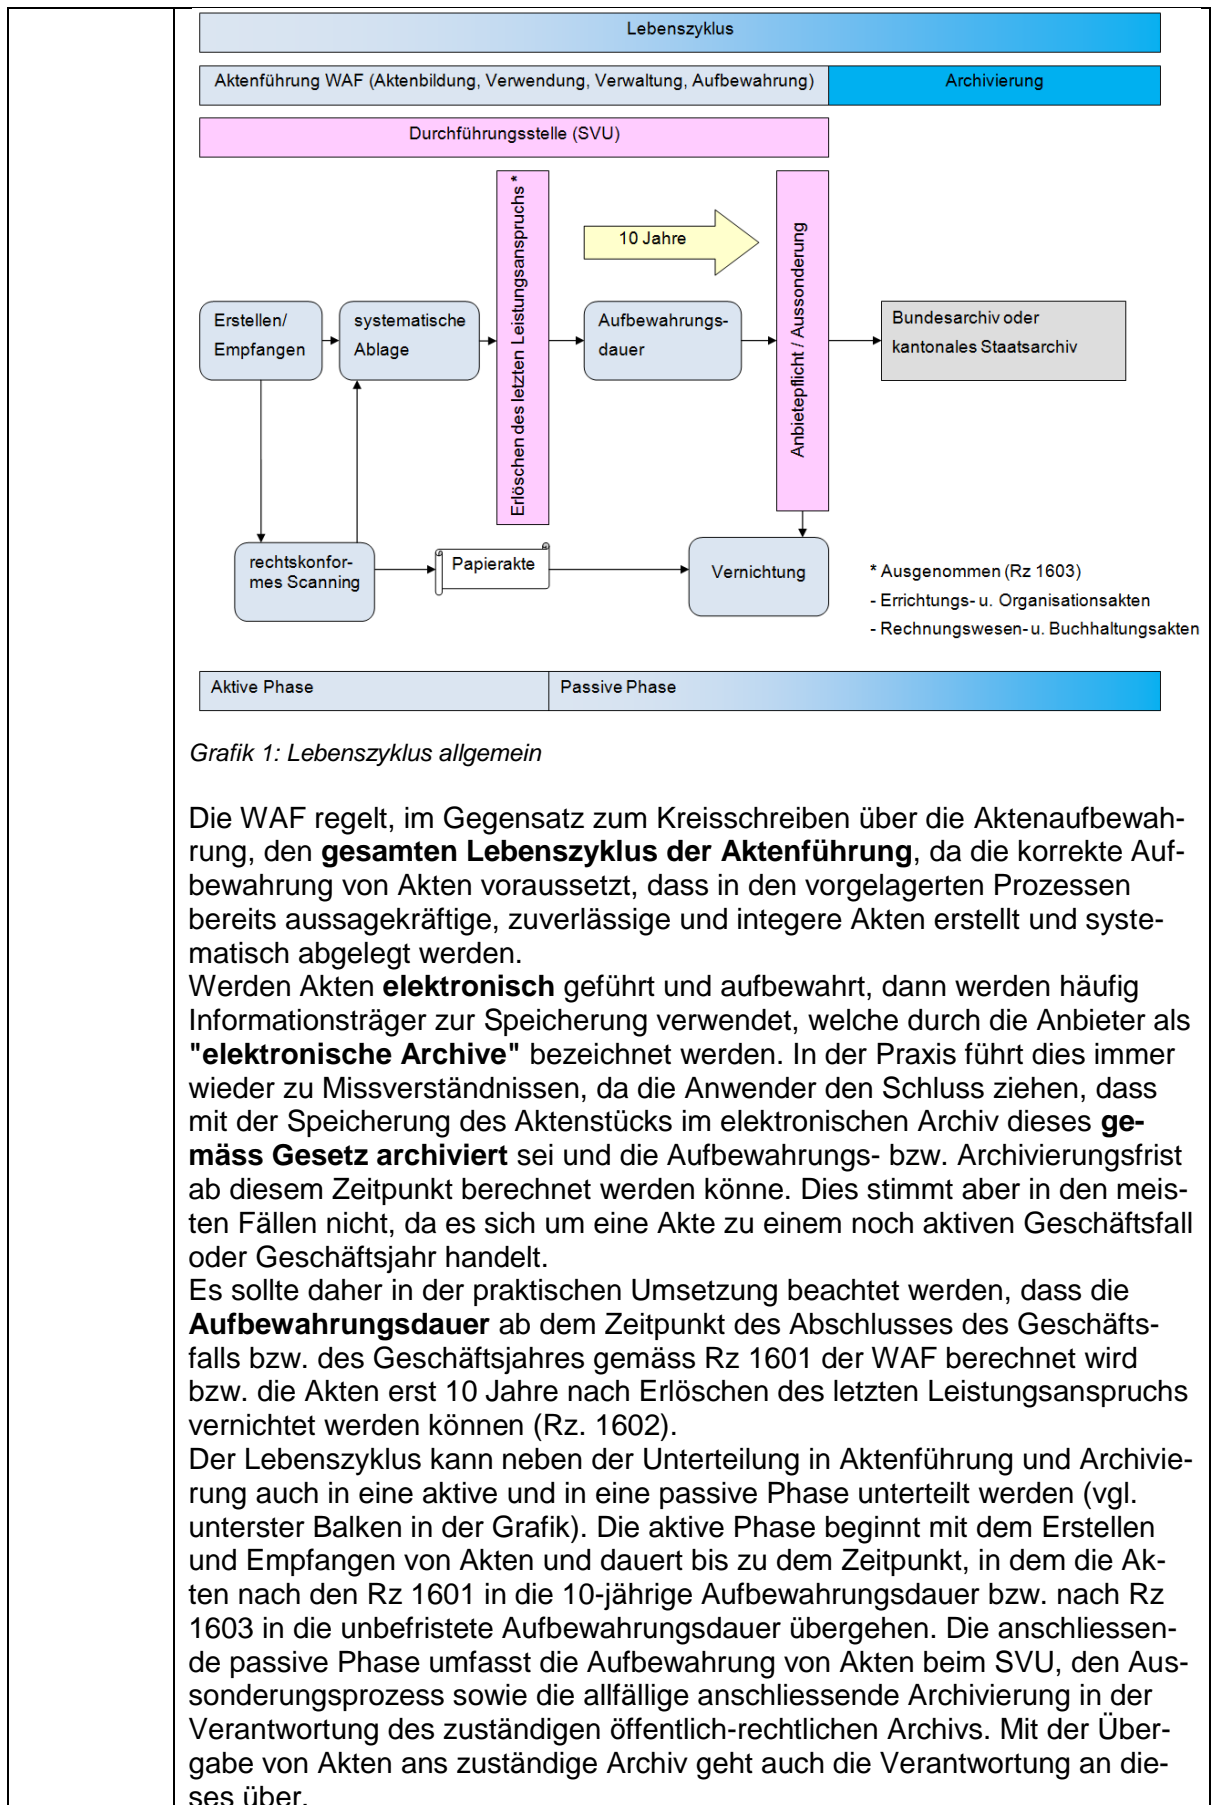 Lebenszyklus
Aktenführung WAF (Aktenbildung, Verwendung, Verwaltung, Aufbewahrung)
Archivierung
Durchführungsstelle (SVU)
Erlöschen des letzten Leistungsanspruchs *
10 Jahre
Anbietepflicht / Aussonderung
Erstellen/
Empfangen
systematische
Ablage
Aufbewahrungs-
dauer
Bundesarchiv oder
kantonales Staatsarchiv
rechtskonfor-
mes Scanning
Papierakte
Vernichtung
* Ausgenommen (Rz 1603)
- Errichtungs- u. Organisationsakten
- Rechnungswesen- u. Buchhaltungsakten
Aktive Phase
Passive Phase
Grafik 1: Lebenszyklus allgemein
Die WAF regelt, im Gegensatz zum Kreisschreiben über die Aktenaufbewah-
rung, den gesamten Lebenszyklus der Aktenführung, da die korrekte Auf-
bewahrung von Akten voraussetzt, dass in den vorgelagerten Prozessen
bereits aussagekräftige, zuverlässige und integere Akten erstellt und syste-
matisch abgelegt werden.
Werden Akten elektronisch geführt und aufbewahrt, dann werden häufig
Informationsträger zur Speicherung verwendet, welche durch die Anbieter als
"elektronische Archive" bezeichnet werden. In der Praxis führt dies immer
wieder zu Missverständnissen, da die Anwender den Schluss ziehen, dass
mit der Speicherung des Aktenstücks im elektronischen Archiv dieses ge-
mäss Gesetz archiviert sei und die Aufbewahrungs- bzw. Archivierungsfrist
ab diesem Zeitpunkt berechnet werden könne. Dies stimmt aber in den meis-
ten Fällen nicht, da es sich um eine Akte zu einem noch aktiven Geschäftsfall
oder Geschäftsjahr handelt.
Es sollte daher in der praktischen Umsetzung beachtet werden, dass die
Aufbewahrungsdauer ab dem Zeitpunkt des Abschlusses des Geschäfts-
falls bzw. des Geschäftsjahres gemäss Rz 1601 der WAF berechnet wird
bzw. die Akten erst 10 Jahre nach Erlöschen des letzten Leistungsanspruchs
vernichtet werden können (Rz. 1602).
Der Lebenszyklus kann neben der Unterteilung in Aktenführung und Archivie-
rung auch in eine aktive und in eine passive Phase unterteilt werden (vgl.
unterster Balken in der Grafik). Die aktive Phase beginnt mit dem Erstellen
und Empfangen von Akten und dauert bis zu dem Zeitpunkt, in dem die Ak-
ten nach den Rz 1601 in die 10-jährige Aufbewahrungsdauer bzw. nach Rz
1603 in die unbefristete Aufbewahrungsdauer übergehen. Die anschliessen-
de passive Phase umfasst die Aufbewahrung von Akten beim SVU, den Aus-
sonderungsprozess sowie die allfällige anschliessende Archivierung in der
Verantwortung des zuständigen öffentlich-rechtlichen Archivs. Mit der Über-
gabe von Akten ans zuständige Archiv geht auch die Verantwortung an die-
ses über.